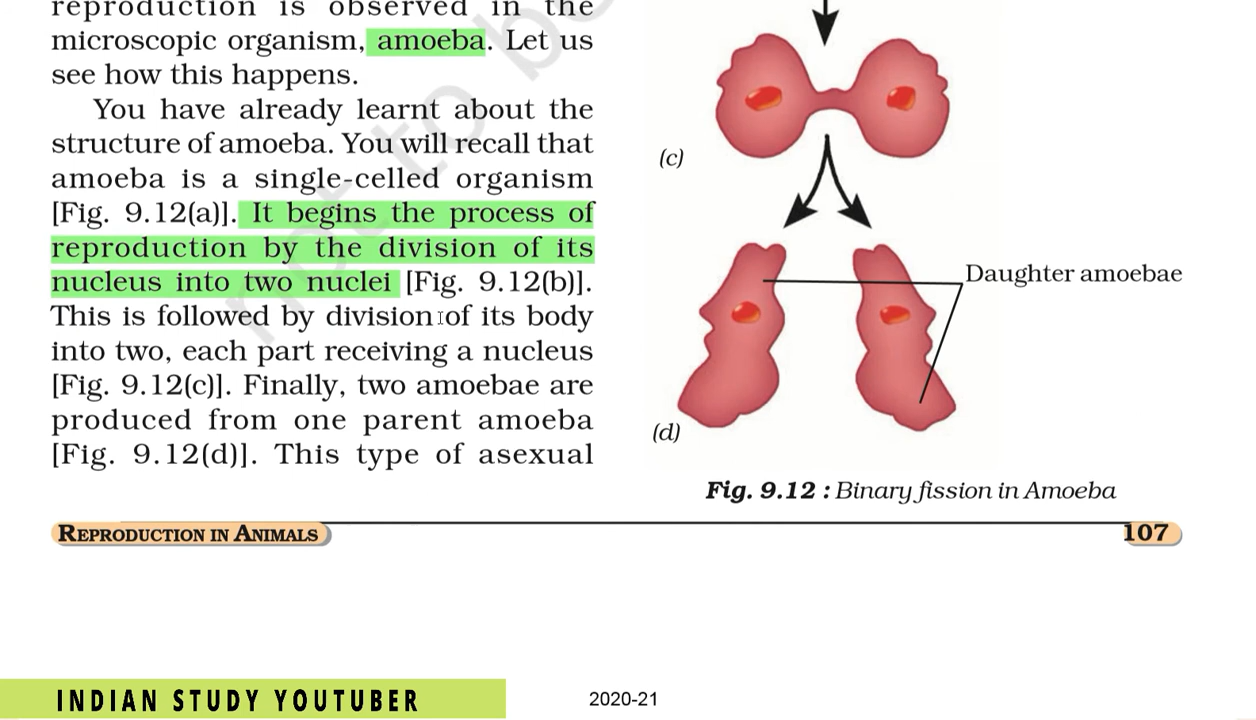 reproduction is observed in the
microscopic organism, amoeba. Let us
see how this happens.
You have already learnt about the
structure of amoeba. You will recall that
amoeba is a single-celled organism
[Fig. 9.12(a)]. It begins the process of
reproduction by the division of its
nucleus into two nuclei [Fig. 9.12(b)].
This is followed by division of its body
into two, each part receiving a nucleus
[Fig. 9.12(c)]. Finally, two amoebae are
produced from one parent amoeba
[Fig. 9.12(d)]. This type of asexual
(c)
Daughter amoebae
(d)
Fig. 9.12 : Binary fission in Amoeba
REPRODUCTION IN ANIMALS
107
INDIAN STUDY YOUTUBER
2020-21
not to be